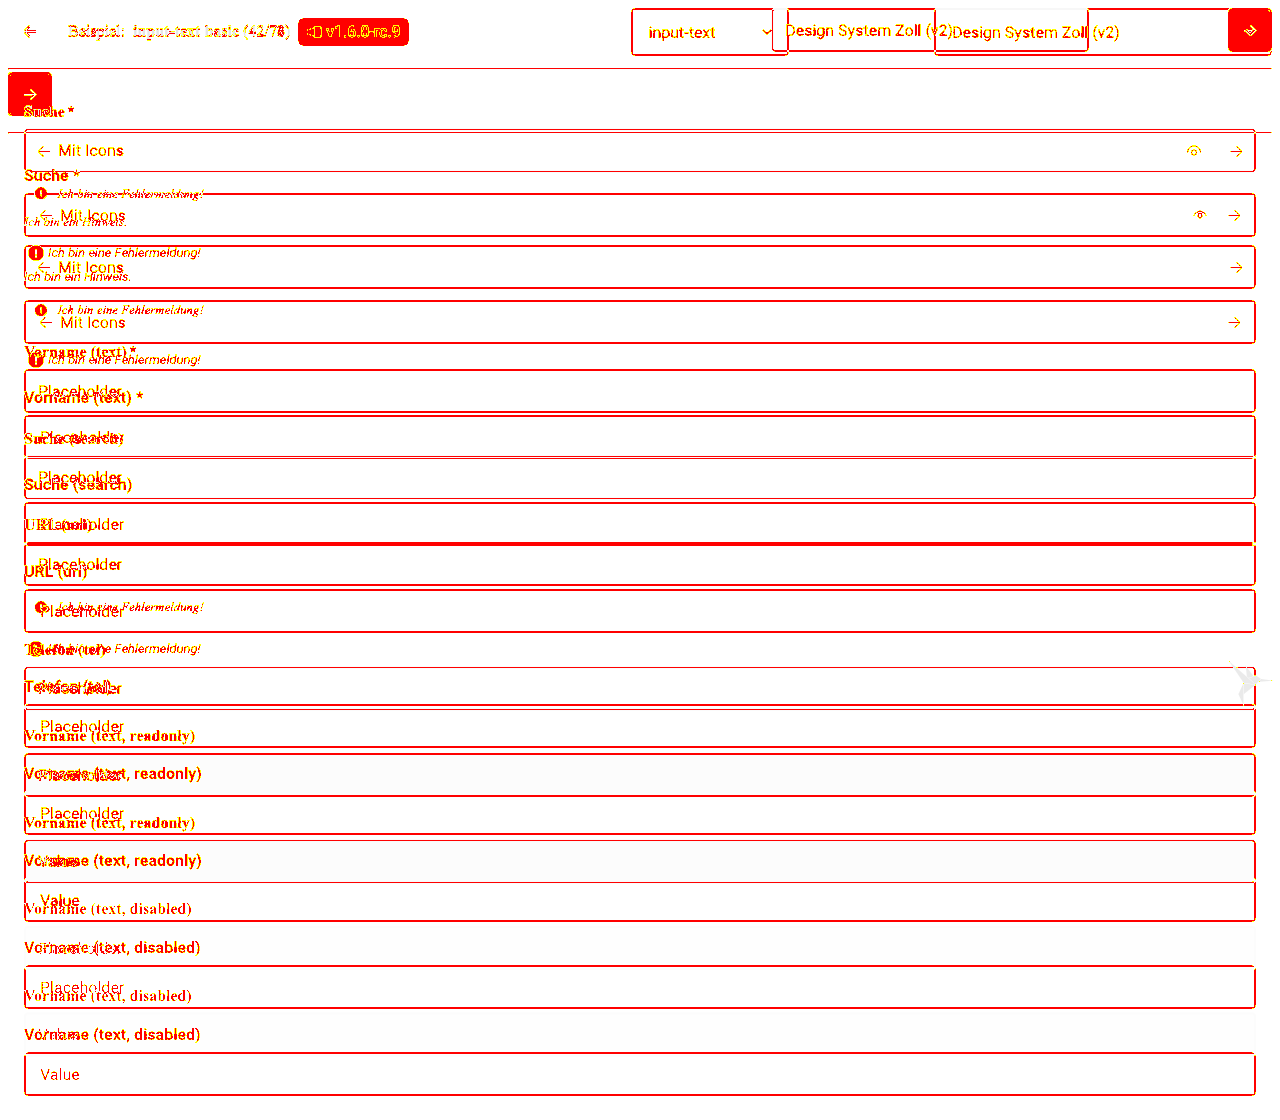 Beispiel: input-text basic (42/78) v1.6.0-rc.9 input-text Design System Zoll (v2) Design System Zoll (v2)
Suche *
Mit Icons
Suche *
Ich bin eine Fehlermeldung!
Mit Icons
Ich bin ein Hinweis.
Ich bin eine Fehlermeldung!
Mit Icons
Ich bin ein Hinweis.
Ich bin eine Fehlermeldung!
Mit Icons
Vorname (text) *
Ich bin eine Fehlermeldung!
Placeholder
Vorname (text) *
Placeholder
Suche (search)
Placeholder
Suche (search)
Placeholder
URL (url)
Placeholder
URL (url) *
Ich bin eine Fehlermeldung!
Placeholder
Telefon (tel)
Ich bin eine Fehlermeldung!
Telefon (tel)
Placeholder
Placeholder
Vorname (text, readonly)
Vorname (text, readonly)
Placeholder
Placeholder
Vorname (text, readonly)
Vorname (text, readonly)
Value
Value
Vorname (text, disabled)
Vorname (text, disabled)
Placeholder
Vorname (text, disabled)
Vorname (text, disabled)
Value
Value